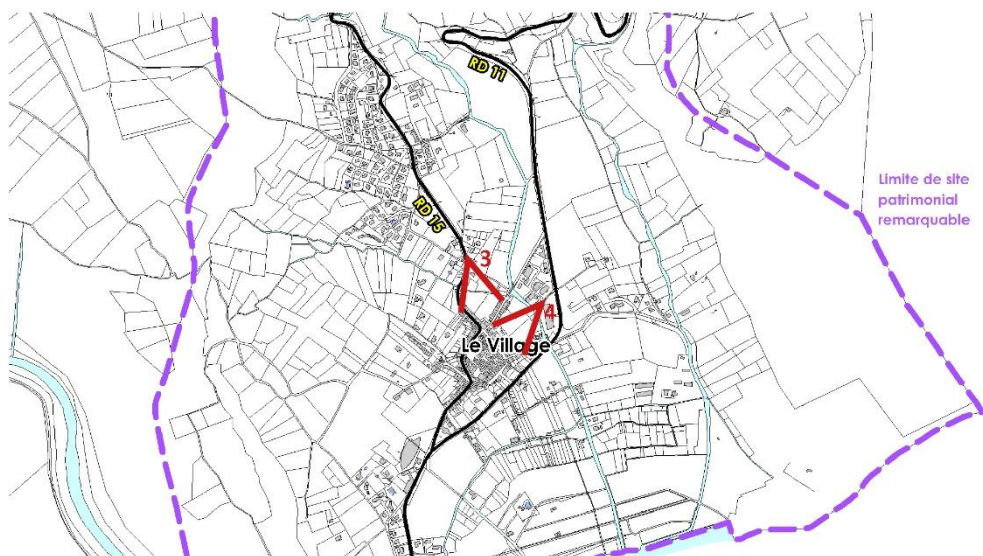 RD 11
Limite de site
patrimonial
remarquable
RD 15
3
4
Le Village